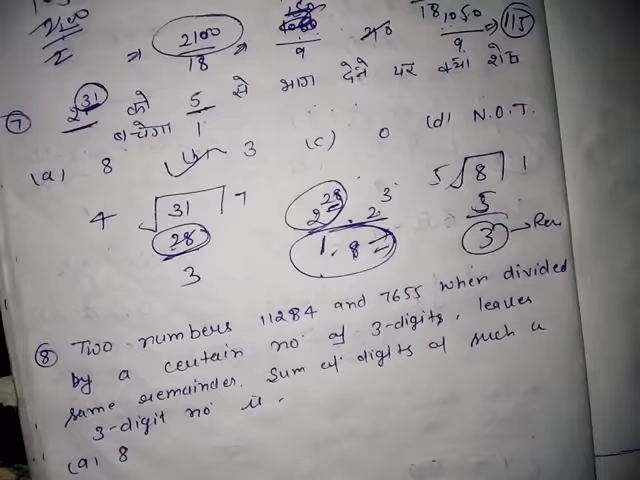 2100
⇒ 2100/18 ⇒ /9 18 1050/9 ⇒ 115
⑦ 2^31 को 5 से भाग देने पर क्या शेष
बचेगा ।
(a) 8 (b) 3 (c) 0 (d) N.O.T.
4 √31 7 2^28 . 2^3 5 √8 1
28 1 . 8 5
3 3 → Rem
⑧ Two numbers 11284 and 7655 when divided
by a certain no of 3-digits, leaves
same remainder. Sum of digits of such a
3-digit no is.
(a) 8